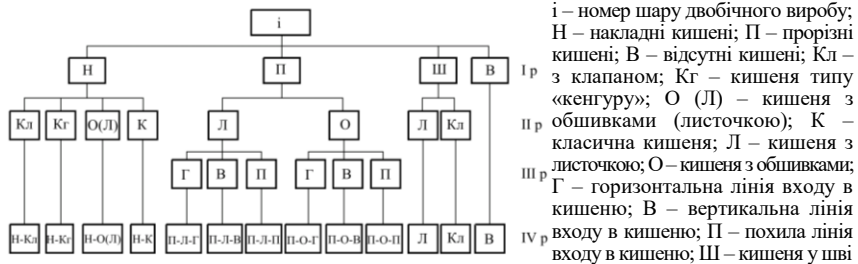 і
Н П Ш В I р
Кл Кг О(Л) К Л О Л Кл II р
Г В П Г В П III р
Н-Кл Н-Кг Н-О(Л) Н-К П-Л-Г П-Л-В П-Л-П П-О-Г П-О-В П-О-П Л Кл В IV р
і – номер шару двобічного виробу;
Н – накладні кишені; П – прорізні
кишені; В – відсутні кишені; Кл –
з клапаном; Кг – кишеня типу
«кенгуру»; О (Л) – кишеня з
обшивками (листочкою); К –
класична кишеня; Л – кишеня з
листочкою; О – кишеня з обшивками;
Г – горизонтальна лінія входу в
кишеню; В – вертикальна лінія
входу в кишеню; П – похила лінія
входу в кишеню; Ш – кишеня у шві